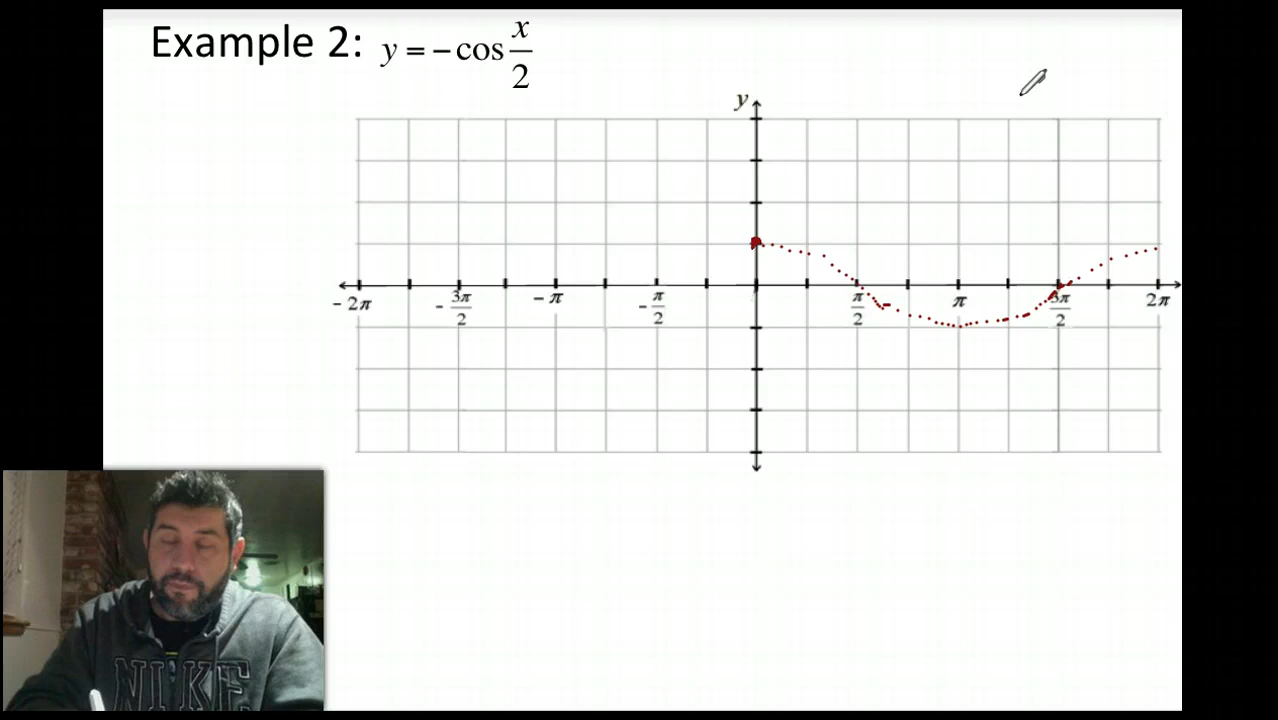 Example 2: y = − cos x/2
y
- 2π - 3π/2 - π - π/2 π/2 π 3π/2 2π
NIKE